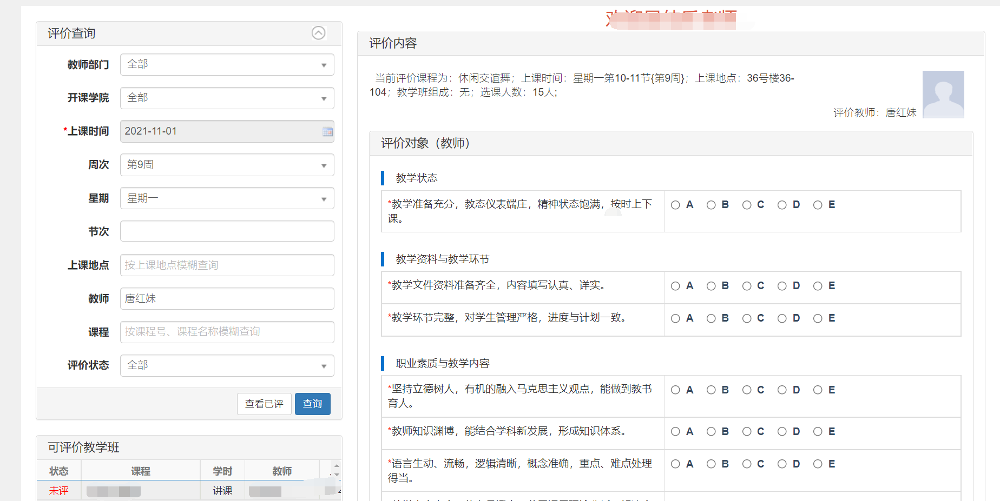 评价查询
教师部门 全部
开课学院 全部
*上课时间 2021-11-01
周次 第9周
星期 星期一
节次
上课地点 按上课地点模糊查询
教师 唐红妹
课程 按课程号、课程名称模糊查询
评价状态 全部
查看已评 查询
可评价教学班
状态 课程 学时 教师
未评 讲课
评价内容
当前评价课程为：休闲交谊舞；上课时间：星期一第10-11节{第9周}；上课地点：36号楼36-
104；教学班组成：无；选课人数：15人;
评价教师：唐红妹
评价对象（教师）
教学状态
*教学准备充分，教态仪表端庄，精神状态饱满，按时上下
课。
A B C D E
教学资料与教学环节
*教学文件资料准备齐全，内容填写认真、详实。
A B C D E
*教学环节完整，对学生管理严格，进度与计划一致。
A B C D E
职业素质与教学内容
*坚持立德树人，有机的融入马克思主义观点，能做到教书
育人。
A B C D E
*教师知识渊博，能结合学科新发展，形成知识体系。
A B C D E
*语言生动、流畅，逻辑清晰，概念准确，重点、难点处理
得当。
A B C D E